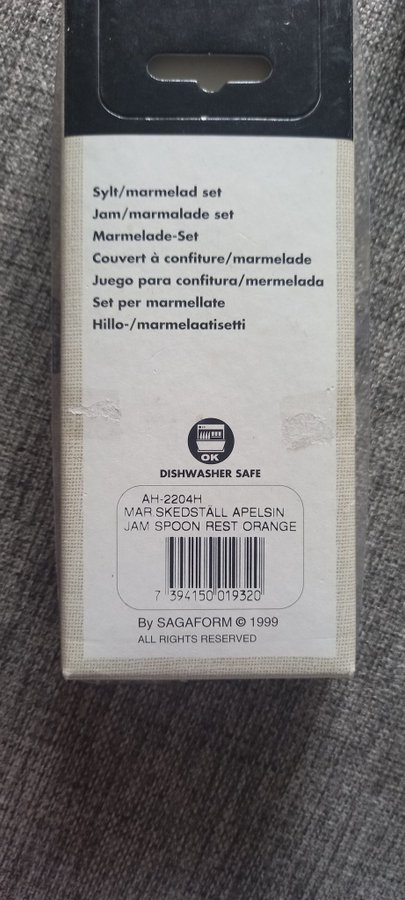 Sylt/marmelad set
Jam/marmalade set
Marmelade-Set
Couvert à confiture/marmelade
Juego para confitura/mermelada
Set per marmellate
Hillo-/marmelaatisetti
OK
DISHWASHER SAFE
AH-2204H
MAR SKEDSTÄLL APELSIN
JAM SPOON REST ORANGE
7 394150 019320
By SAGAFORM © 1999
ALL RIGHTS RESERVED